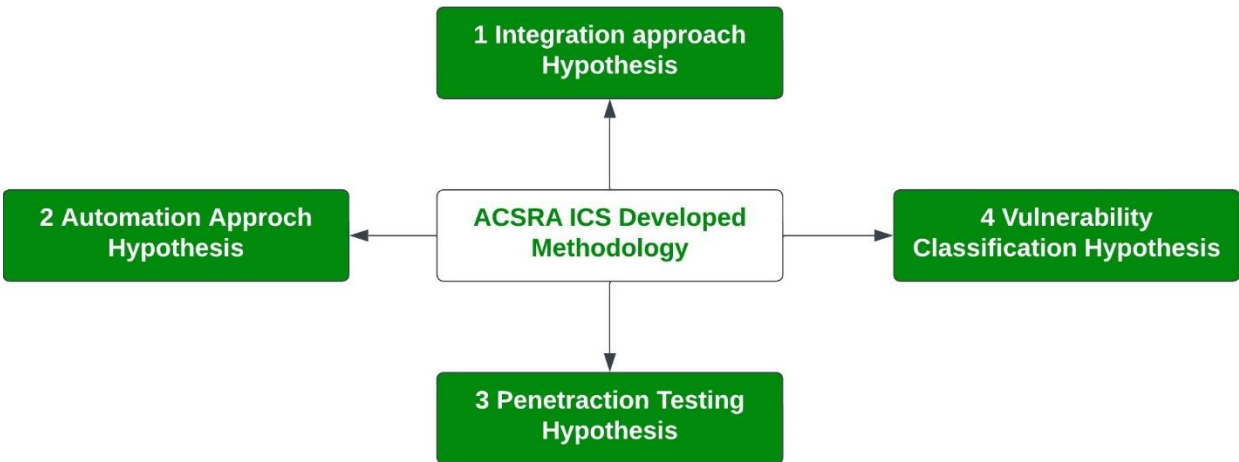 1 Integration approach
Hypothesis
2 Automation Approch
Hypothesis
ACSRA ICS Developed
Methodology
4 Vulnerability
Classification Hypothesis
3 Penetraction Testing
Hypothesis